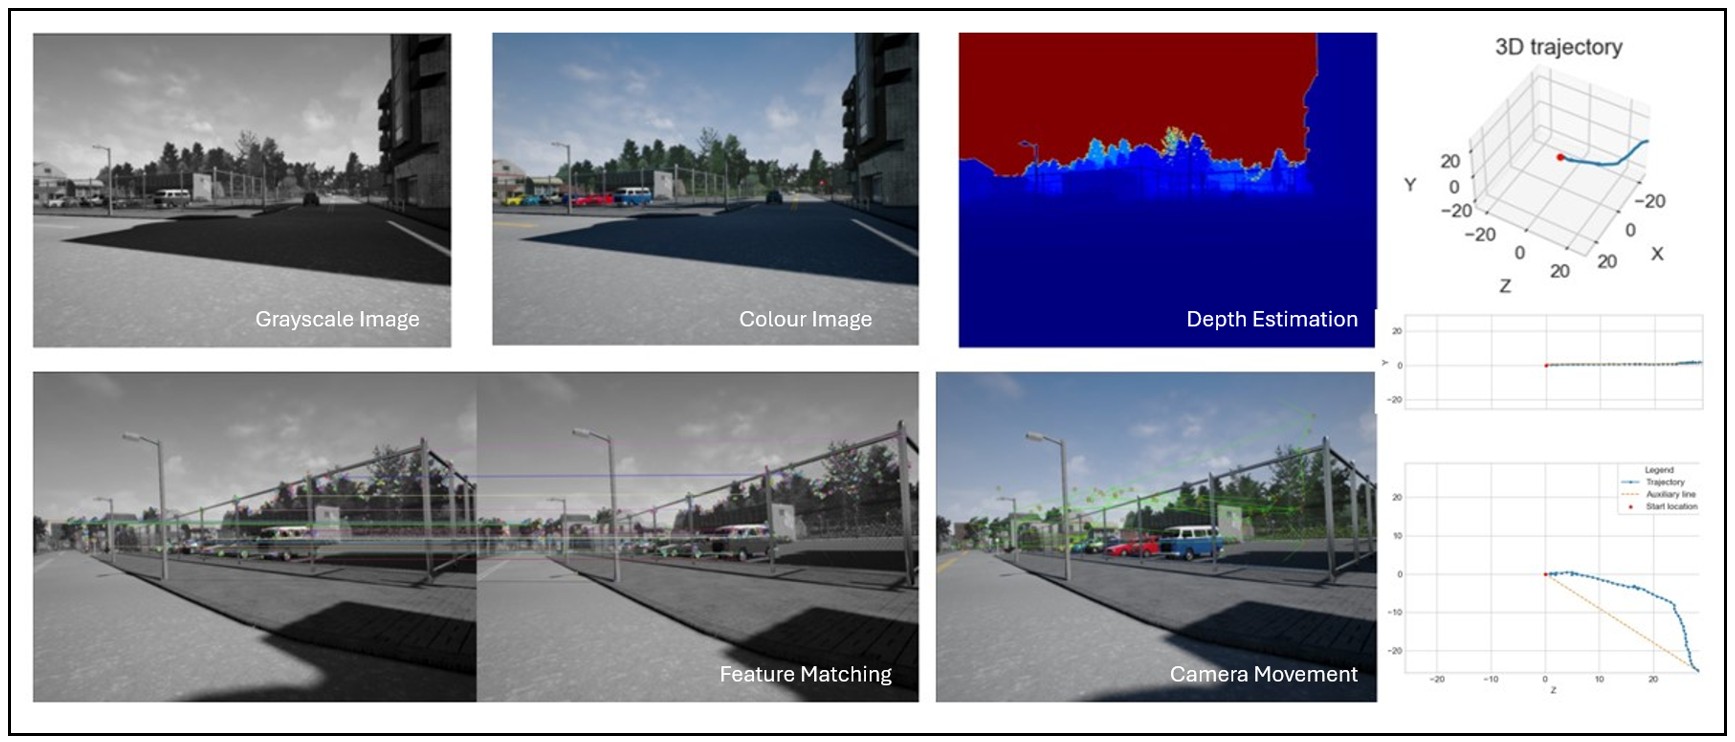 Grayscale Image
Colour Image
Depth Estimation
3D trajectory
20
0
−20
Y
−20
0
20
Z
−20
0
20
X
20
0
−20
Y
Feature Matching
Camera Movement
Legend
Trajectory
Auxiliary line
Start location
20
10
0
−10
−20
−20
−10
0
10
20
Z